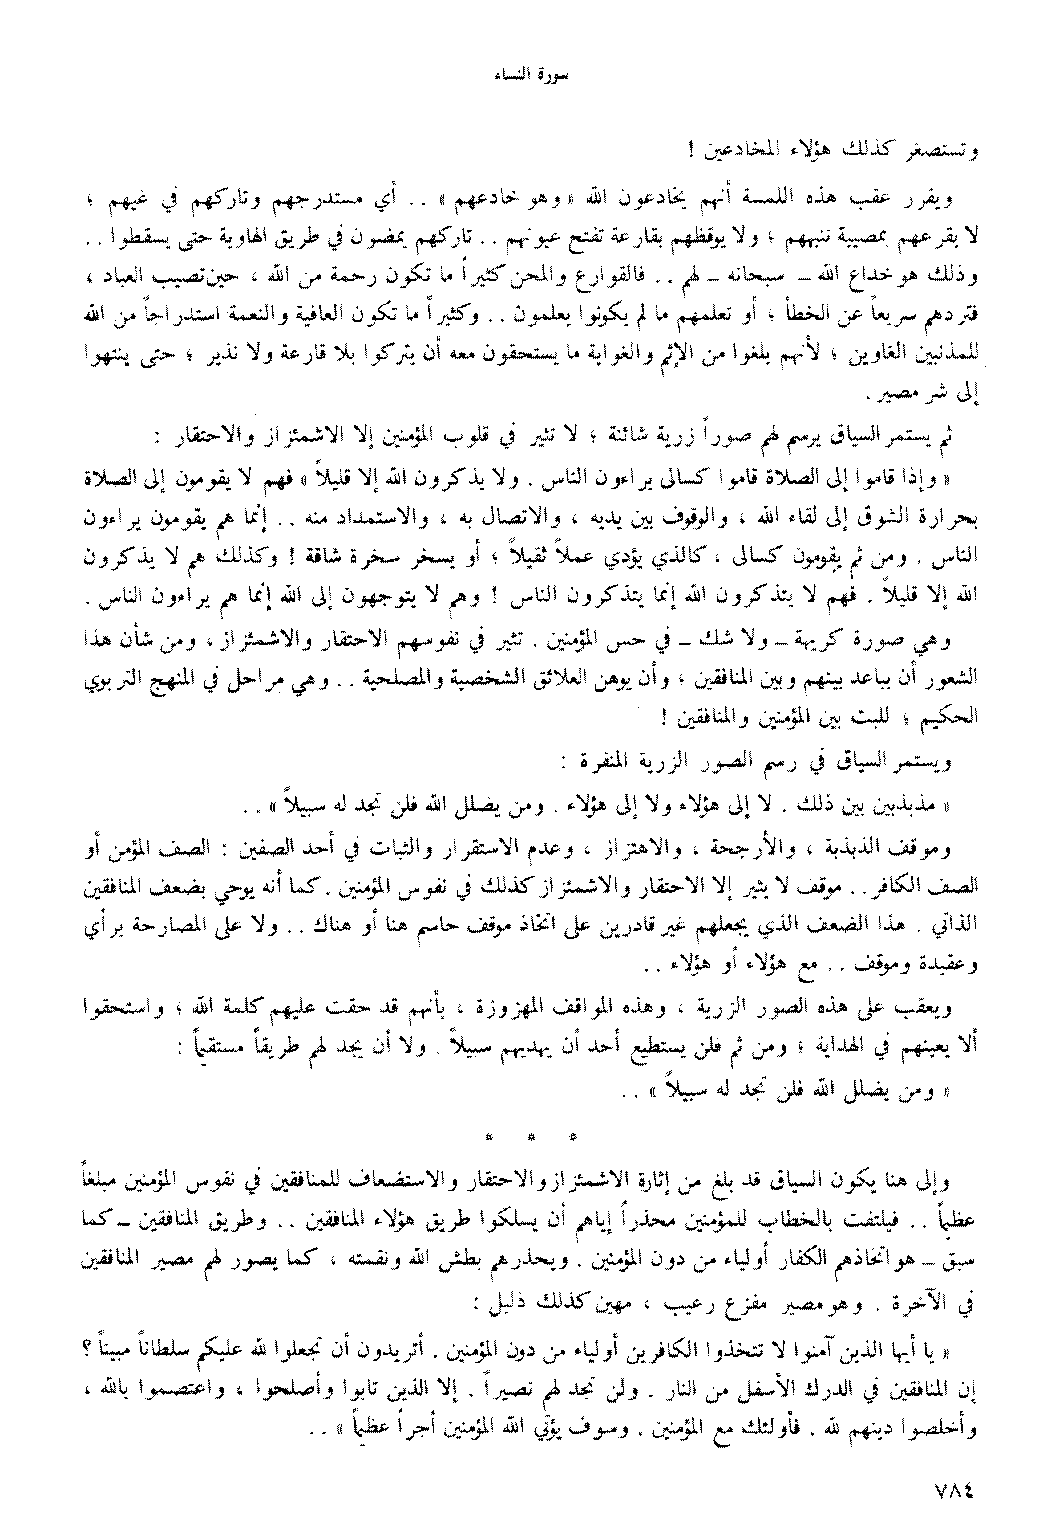 سورة النساء
وتستصغر كذلك هؤلاء المخادعين !
ويقرر عقب هذه اللمسة أنهم يخادعون الله « وهو خادعهم » .. أي مستدرجهم وتاركهم في غيهم ؛
لا يقرعهم بمصيبة تنبههم ؛ ولا يوقظهم بقارعة تفتح عيونهم .. تاركهم يمضون في طريق الهاوية حتى يسقطوا ..
وذلك هو خداع الله – سبحانه – لهم .. فالقوارع والمحن كثيراً ما تكون رحمة من الله ، حين تصيب العباد ،
فتردهم سريعاً عن الخطأ ؛ أو تعلمهم ما لم يكونوا يعلمون .. وكثيراً ما تكون العافية والنعمة استدراجاً من الله
للمذنبين الغاوين ؛ لأنهم بلغوا من الإثم والغواية ما يستحقون معه أن يتركوا بلا قارعة ولا نذير ؛ حتى ينتهوا
إلى شر مصير .
ثم يستمر السياق يرسم لهم صوراً زرية شائنة ؛ لا تثير في قلوب المؤمنين إلا الاشمئزاز والاحتقار :
« وإذا قاموا إلى الصلاة قاموا كسالى يراءون الناس . ولا يذكرون الله إلا قليلاً » فهم لا يقومون إلى الصلاة
بحرارة الشوق إلى لقاء الله ، والوقوف بين يديه ، والاتصال به ، والاستمداد منه .. إنما هم يقومون يراءون
الناس . ومن ثم يقومون كسالى ، كالذي يؤدي عملاً ثقيلاً ؛ أو يسخر سخرة شاقة ! وكذلك هم لا يذكرون
الله إلا قليلاً . فهم لا يتذكرون الله إنما يتذكرون الناس ! وهم لا يتوجهون إلى الله إنما هم يراءون الناس .
وهي صورة كريهة – ولا شك – في حس المؤمنين . تثير في نفوسهم الاحتقار والاشمئزاز ، ومن شأن هذا
الشعور أن يباعد بينهم وبين المنافقين ؛ وأن يوهن العلائق الشخصية والمصلحية .. وهي مراحل في المنهج التربوي
الحكيم ؛ للبت بين المؤمنين والمنافقين !
ويستمر السياق في رسم الصور الزرية المنفرة :
« مذبذبين بين ذلك . لا إلى هؤلاء ولا إلى هؤلاء . ومن يضلل الله فلن تجد له سبيلاً » ..
وموقف الذبذبة ، والأرجحة ، والاهتزاز ، وعدم الاستقرار والثبات في أحد الصفين : الصف المؤمن أو
الصف الكافر .. موقف لا يثير إلا الاحتقار والاشمئزاز كذلك في نفوس المؤمنين . كما أنه يوحي بضعف المنافقين
الذاتي . هذا الضعف الذي يجعلهم غير قادرين على اتخاذ موقف حاسم هنا أو هناك .. ولا على المصارحة برأي
وعقيدة وموقف .. مع هؤلاء أو هؤلاء ..
ويعقب على هذه الصور الزرية ، وهذه المواقف المهزوزة ، بأنهم قد حقت عليهم كلمة الله ؛ واستحقوا
ألا يعينهم في الهداية ؛ ومن ثم فلن يستطيع أحد أن يهديهم سبيلاً . ولا أن يجد لهم طريقاً مستقيماً :
« ومن يضلل الله فلن تجد له سبيلاً » ..
* * *
وإلى هنا يكون السياق قد بلغ من إثارة الاشمئزاز والاحتقار والاستضعاف للمنافقين في نفوس المؤمنين مبلغاً
عظيماً .. فيلتفت بالخطاب للمؤمنين محذراً إياهم أن يسلكوا طريق هؤلاء المنافقين .. وطريق المنافقين – كما
سبق – هو اتخاذهم الكفار أولياء من دون المؤمنين . ويحذرهم بطش الله ونقمته ، كما يصور لهم مصير المنافقين
في الآخرة . وهو مصير مفزع رعيب ، مهين كذلك ذليل :
« يا أيها الذين آمنوا لا تتخذوا الكافرين أولياء من دون المؤمنين . أتريدون أن تجعلوا لله عليكم سلطاناً مبيناً ؟
إن المنافقين في الدرك الأسفل من النار . ولن تجد لهم نصيراً . إلا الذين تابوا وأصلحوا ، واعتصموا بالله ،
وأخلصوا دينهم لله . فأولئك مع المؤمنين . وسوف يؤتي الله المؤمنين أجراً عظيماً » ..
٧٨٤